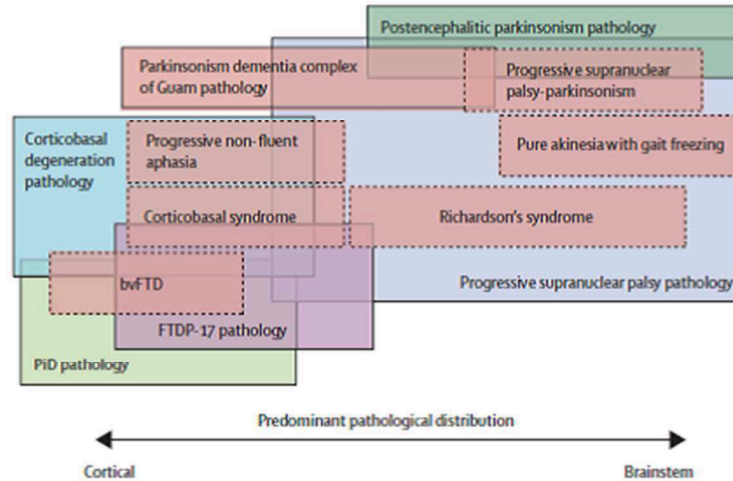 Postencephalitic parkinsonism pathology
Parkinsonism dementia complex
of Guam pathology
Progressive supranuclear
palsy-parkinsonism
Corticobasal
degeneration
pathology
Progressive non-fluent
aphasia
Pure akinesia with gait freezing
Corticobasal syndrome
Richardson's syndrome
bvFTD
Progressive supranuclear palsy pathology
FTDP-17 pathology
PiD pathology
Predominant pathological distribution
Cortical
Brainstem